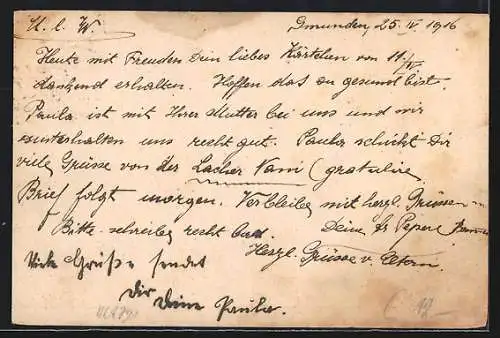 Gmunden, 25. IV 1916
M. l. W.
Heute mit Freuden Dein liebes Kärtchen von 11./IV.
dankend erhalten. Hoffen das du gesund bist.
Paula ist mit Ihrer Mutter bei uns und wir
unterhalten uns recht gut. Paula schickt Dir
viele Grüsse von der Lacher Nani (gratulire
Brief folgt morgen. Verbleibe mit herzl. Grüssen
Bitte schreibe recht bald. Deine
Herzl. Grüsse v. Eltern.
Viele Grüße sendet
Dir Deine Paula.